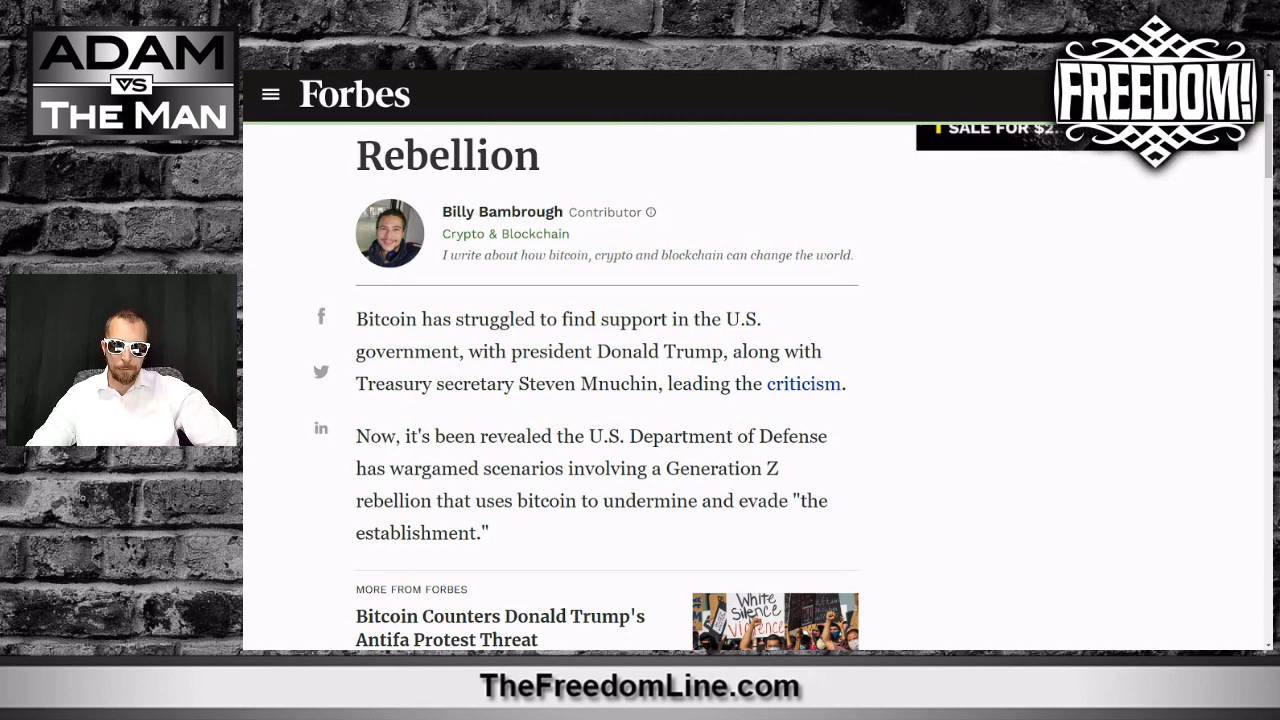 ADAM
VS
THE MAN
Forbes
FREEDOM!
SALE FOR $2.
Rebellion
Billy Bambrough Contributor
Crypto & Blockchain
I write about how bitcoin, crypto and blockchain can change the world.
Bitcoin has struggled to find support in the U.S.
government, with president Donald Trump, along with
Treasury secretary Steven Mnuchin, leading the criticism.
Now, it's been revealed the U.S. Department of Defense
has wargamed scenarios involving a Generation Z
rebellion that uses bitcoin to undermine and evade "the
establishment."
MORE FROM FORBES
Bitcoin Counters Donald Trump's
Antifa Protest Threat
White
Silence
Violence
TheFreedomLine.com